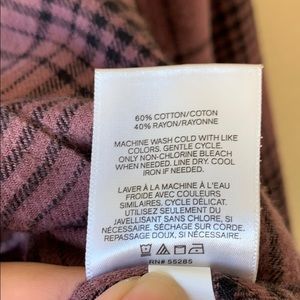 60% COTTON/COTON
40% RAYON/RAYONNE
MACHINE WASH COLD WITH LIKE
COLORS. GENTLE CYCLE.
ONLY NON-CHLORINE BLEACH
WHEN NEEDED. LINE DRY. COOL
IRON IF NEEDED.
LAVER À LA MACHINE À L'EAU
FROIDE AVEC COULEURS
SIMILAIRES, CYCLE DÉLICAT,
UTILISEZ SEULEMENT DU
JAVELLISANT SANS CHLORE, SI
NÉCESSAIRE. SÉCHAGE SUR CORDE.
REPASSAGE DOUX, SI NÉCESSAIRE.
RN# 55285